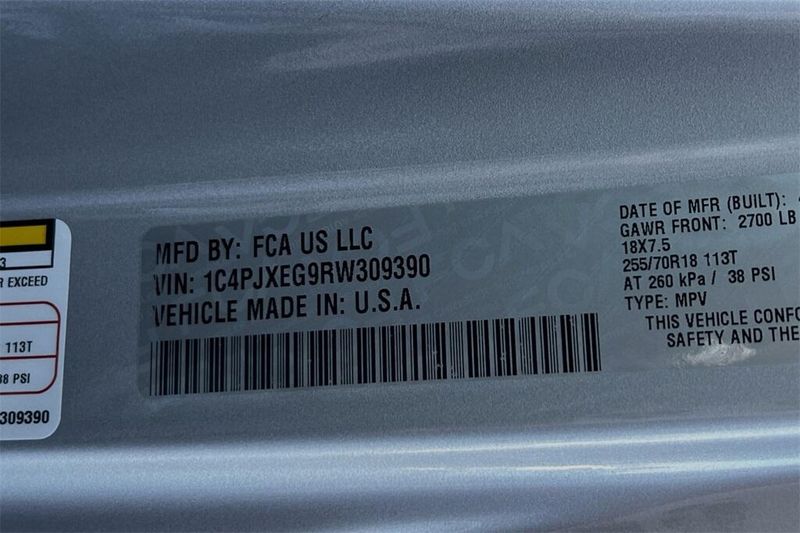 3
R EXCEED
113T
38 PSI
309390
MFD BY: FCA US LLC
VIN: 1C4PJXEG9RW309390
VEHICLE MADE IN: U.S.A.
DATE OF MFR (BUILT):
GAWR FRONT: 2700 LB
18X7.5
255/70R18 113T
AT 260 kPa / 38 PSI
TYPE: MPV
THIS VEHICLE CONFO
SAFETY AND THE